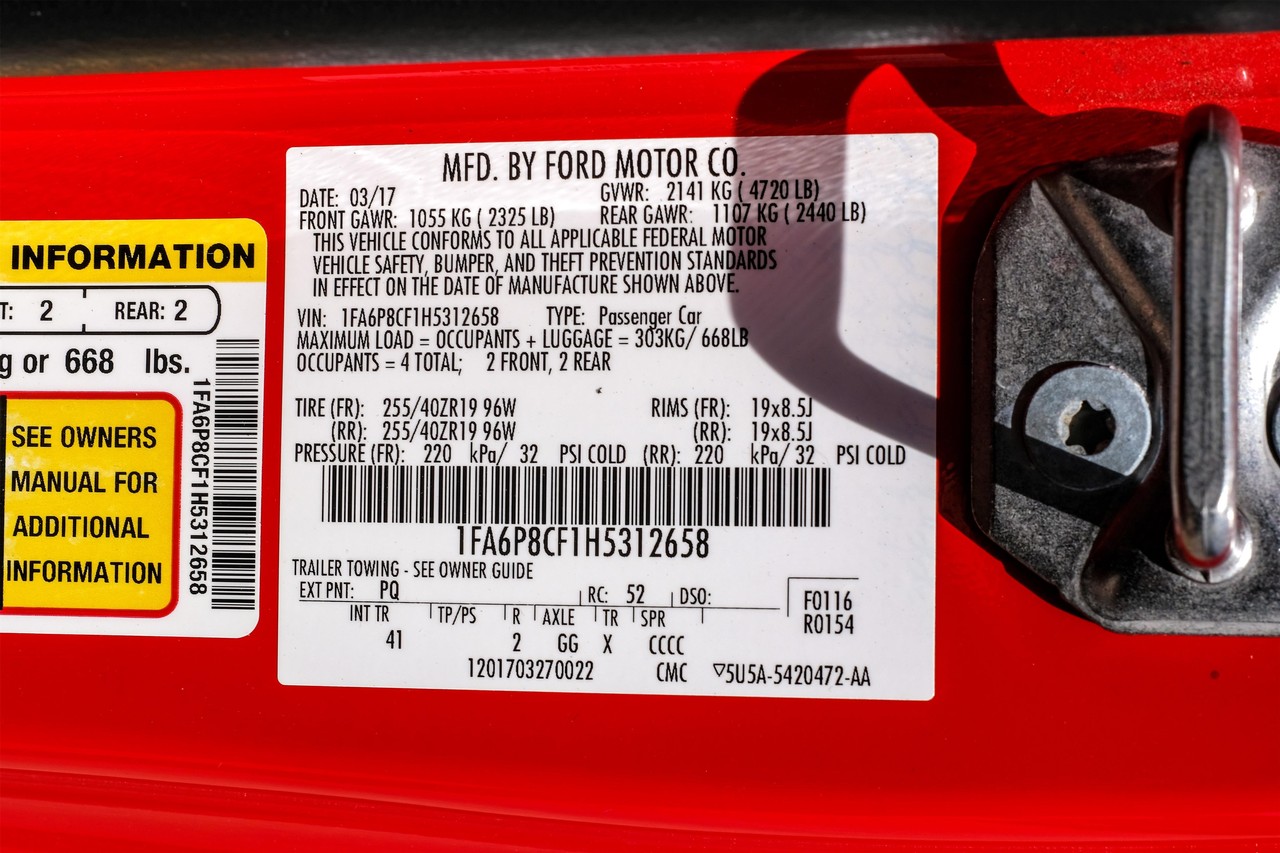 INFORMATION
T: 2 REAR: 2
g or 668 lbs.
SEE OWNERS
MANUAL FOR
ADDITIONAL
INFORMATION
1FA6P8CF1H5312658
MFD. BY FORD MOTOR CO.
DATE: 03/17 GVWR: 2141 KG ( 4720 LB)
FRONT GAWR: 1055 KG ( 2325 LB) REAR GAWR: 1107 KG ( 2440 LB)
THIS VEHICLE CONFORMS TO ALL APPLICABLE FEDERAL MOTOR
VEHICLE SAFETY, BUMPER, AND THEFT PREVENTION STANDARDS
IN EFFECT ON THE DATE OF MANUFACTURE SHOWN ABOVE.
VIN: 1FA6P8CF1H5312658 TYPE: Passenger Car
MAXIMUM LOAD = OCCUPANTS + LUGGAGE = 303KG/ 668LB
OCCUPANTS = 4 TOTAL; 2 FRONT, 2 REAR
TIRE (FR): 255/40ZR19 96W RIMS (FR): 19x8.5J
(RR): 255/40ZR19 96W (RR): 19x8.5J
PRESSURE (FR): 220 kPa/ 32 PSI COLD (RR): 220 kPa/ 32 PSI COLD
1FA6P8CF1H5312658
TRAILER TOWING - SEE OWNER GUIDE
EXT PNT: PQ RC: 52 DSO: F0116
INT TR TP/PS R AXLE TR SPR R0154
41 2 GG X CCCC
1201703270022 CMC ▽5U5A-5420472-AA